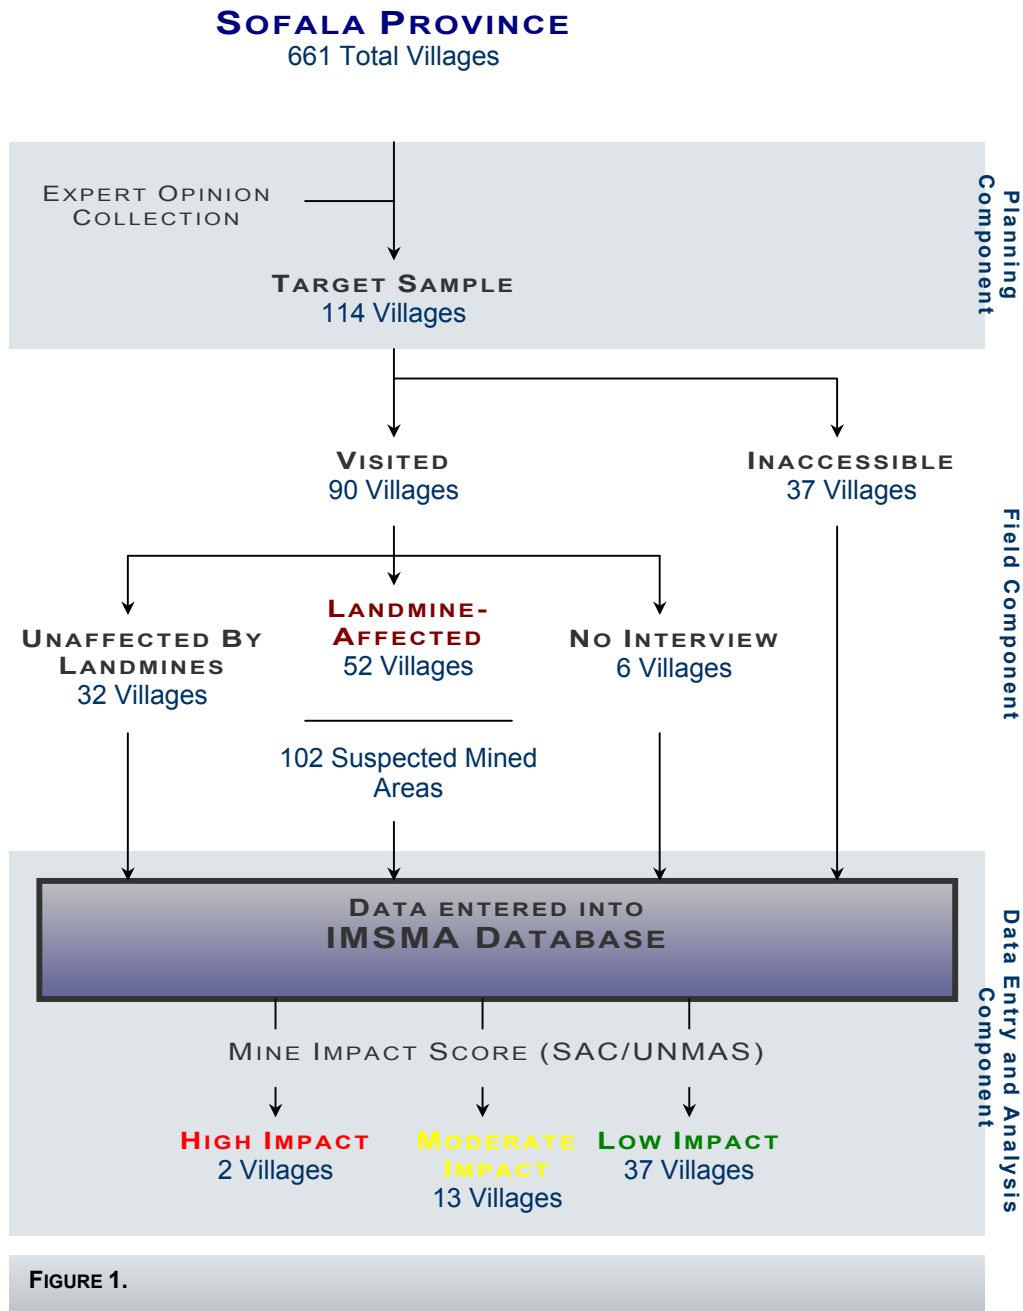 SOFALA PROVINCE
661 Total Villages
EXPERT OPINION
COLLECTION
TARGET SAMPLE
114 Villages
Planning
Component
VISITED
90 Villages
INACCESSIBLE
37 Villages
UNAFFECTED BY
LANDMINES
32 Villages
LANDMINE-
AFFECTED
52 Villages
102 Suspected Mined
Areas
NO INTERVIEW
6 Villages
Field Component
DATA ENTERED INTO
IMSMA DATABASE
MINE IMPACT SCORE (SAC/UNMAS)
HIGH IMPACT
2 Villages
MODERATE
IMPACT
13 Villages
LOW IMPACT
37 Villages
Data Entry and Analysis
Component
FIGURE 1.